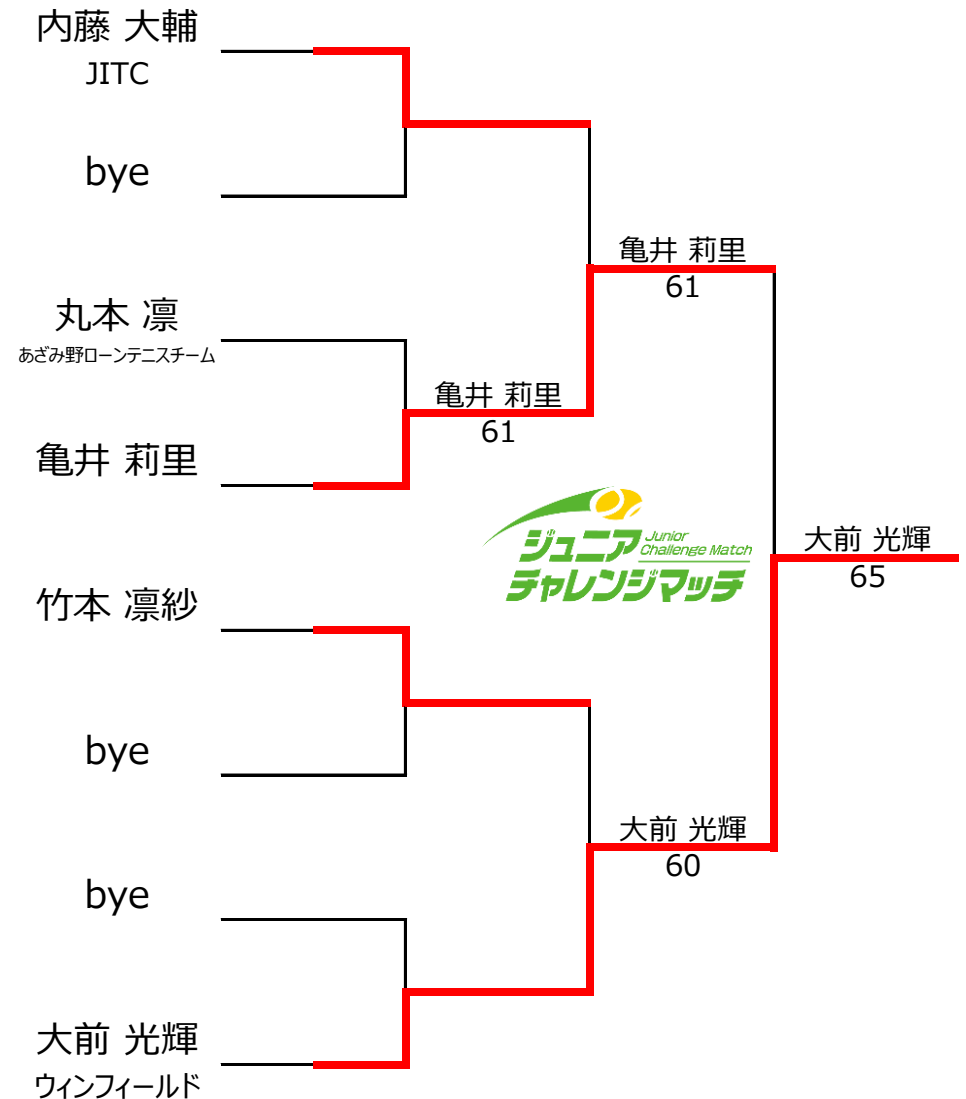 内藤 大輔
JITC
bye
亀井 莉里
61
丸本 凛
あざみ野ローンテニスチーム
亀井 莉里
61
亀井 莉里
ジュニア
Junior
Challenge Match
チャレンジマッチ
大前 光輝
65
竹本 凛紗
bye
大前 光輝
60
bye
大前 光輝
ウィンフィールド